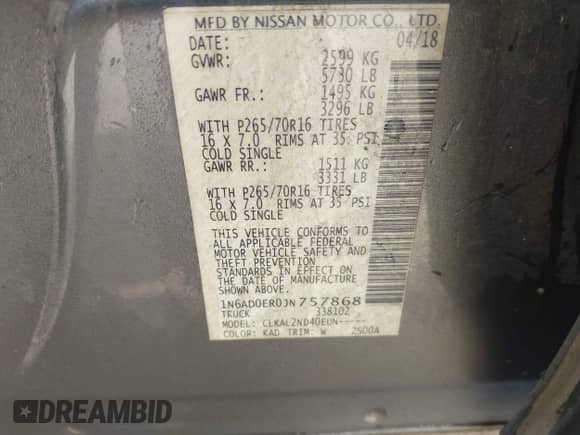 MFD BY NISSAN MOTOR CO., LTD.
DATE: 04/18
GVWR: 2599 KG
5730 LB
GAWR FR.: 1495 KG
3296 LB
WITH P265/70R16 TIRES
16 X 7.0 RIMS AT 35 PSI
COLD SINGLE
GAWR RR.: 1511 KG
3331 LB
WITH P265/70R16 TIRES
16 X 7.0 RIMS AT 35 PSI
COLD SINGLE
THIS VEHICLE CONFORMS TO
ALL APPLICABLE FEDERAL
MOTOR VEHICLE SAFETY AND
THEFT PREVENTION
STANDARDS IN EFFECT ON
THE DATE OF MANUFACTURE
SHOWN ABOVE.
1N6AD0ER0JN757868
TRUCK 338102
MODEL: CLKAL2ND40EUN-----
COLOR: KAD TRIM: W 2500A
DREAMBID